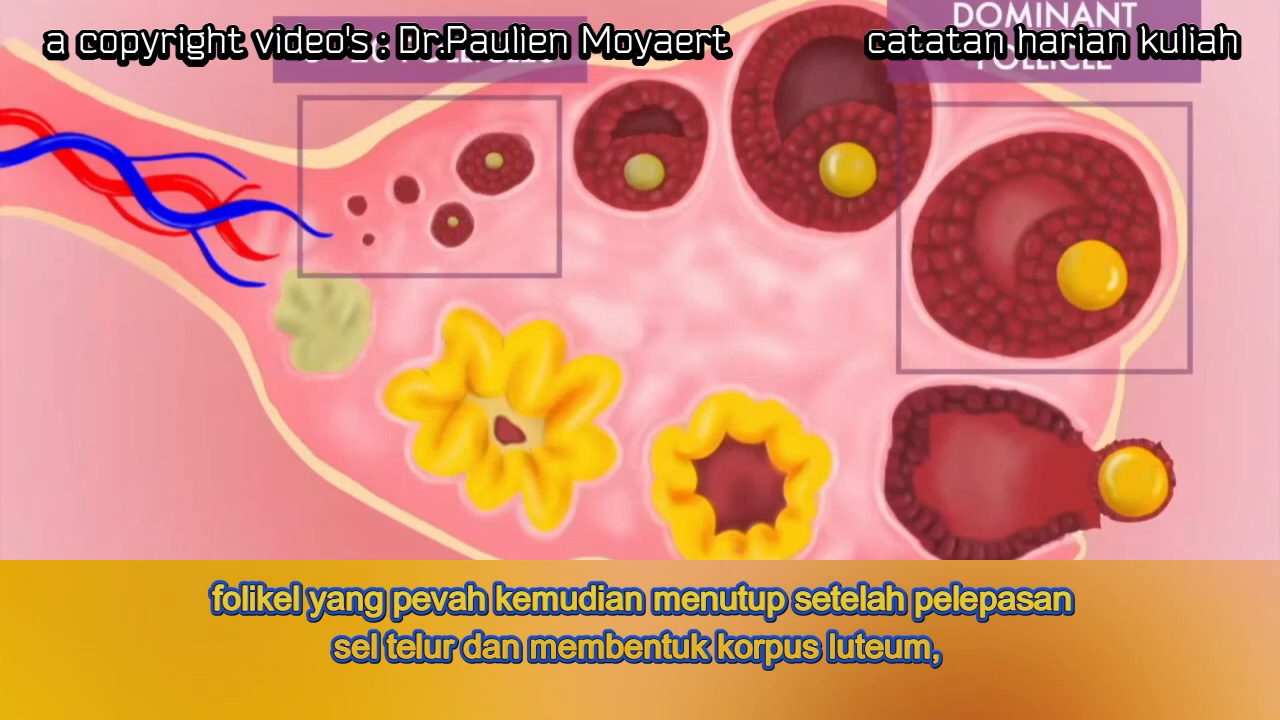 DOMINANT
a copyright video's : Dr.Paulien Moyaert
catatan harian kuliah
FOLLICLE
folikel yang pevah kemudian menutup setelah pelepasan
sel telur dan membentuk korpus luteum,